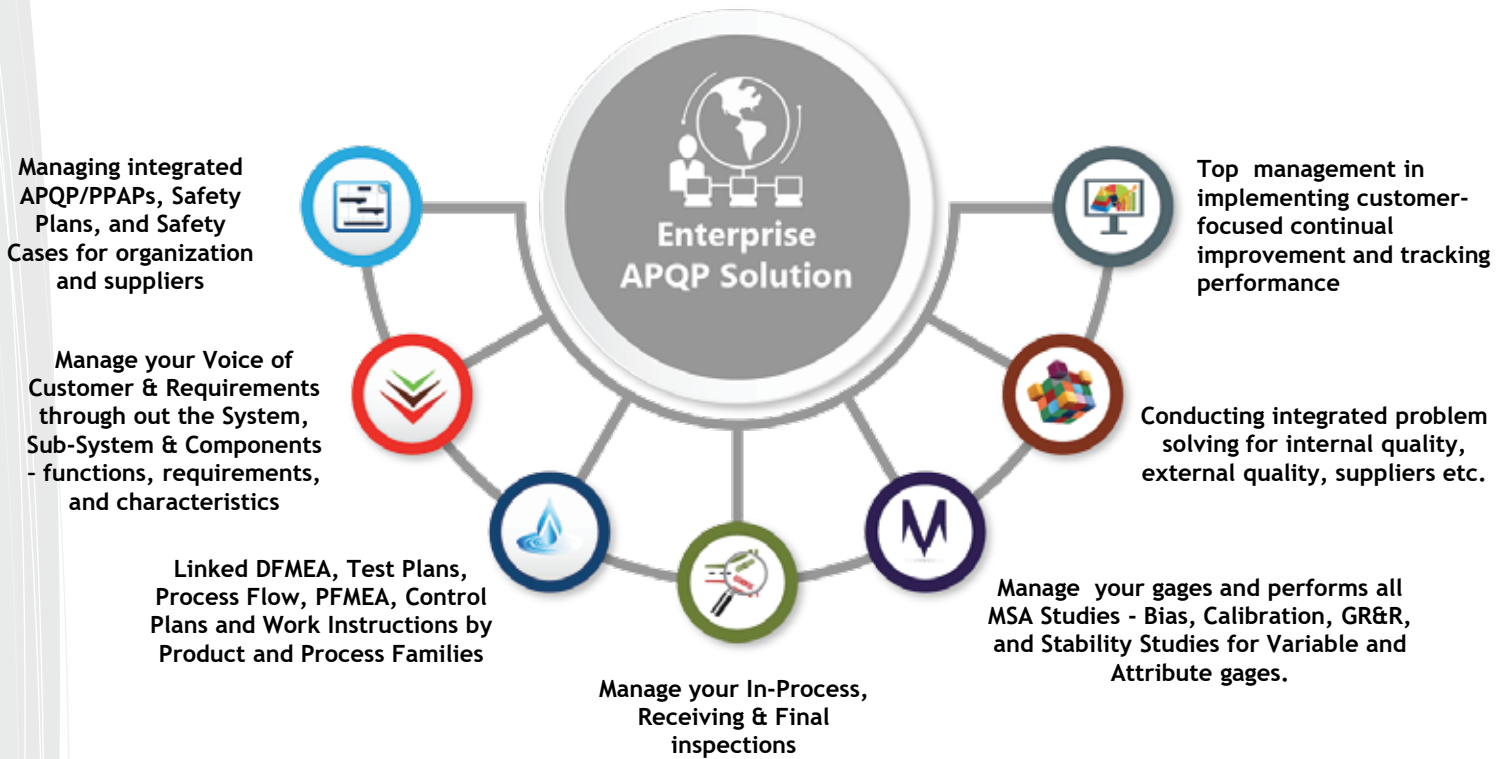 Enterprise
APQP Solution
Managing integrated
APQP/PPAPs, Safety
Plans, and Safety
Cases for organization
and suppliers
Manage your Voice of
Customer & Requirements
through out the System,
Sub-System & Components
– functions, requirements,
and characteristics
Linked DFMEA, Test Plans,
Process Flow, PFMEA, Control
Plans and Work Instructions by
Product and Process Families
Manage your In-Process,
Receiving & Final
inspections
Manage  your gages and performs all
MSA Studies - Bias, Calibration, GR&R,
and Stability Studies for Variable and
Attribute gages.
Conducting integrated problem
solving for internal quality,
external quality, suppliers etc.
Top  management in
implementing customer-
focused continual
improvement and tracking
performance